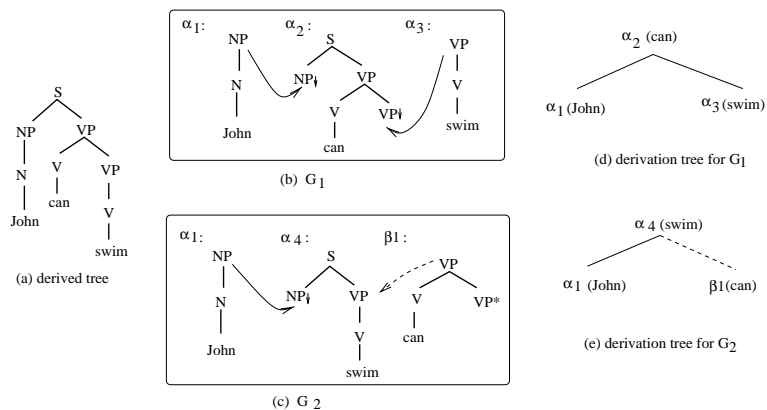 α1: α2: α3:
NP S VP
N NP↓ VP V
John V VP↓ swim
can
(b) G1
S
NP VP
N V VP
John can V
swim
(a) derived tree
α2 (can)
α1 (John) α3 (swim)
(d) derivation tree for G1
α1: α4: β1:
NP S VP
N NP↓ VP V VP*
John V can
swim
(c) G2
α4 (swim)
α1 (John) β1(can)
(e) derivation tree for G2